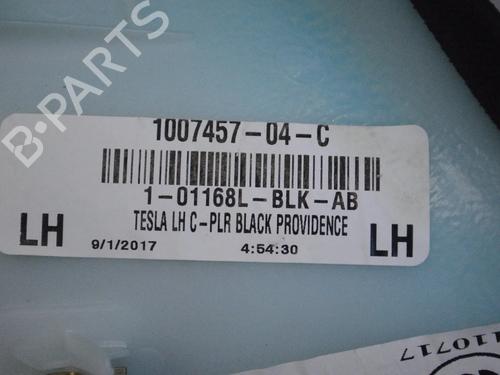 B-PARTS
1007457-04-C
1-01168L-BLK-AB
TESLA LH C-PLR BLACK PROVIDENCE
LH 9/1/2017 4:54:30 LH
110717